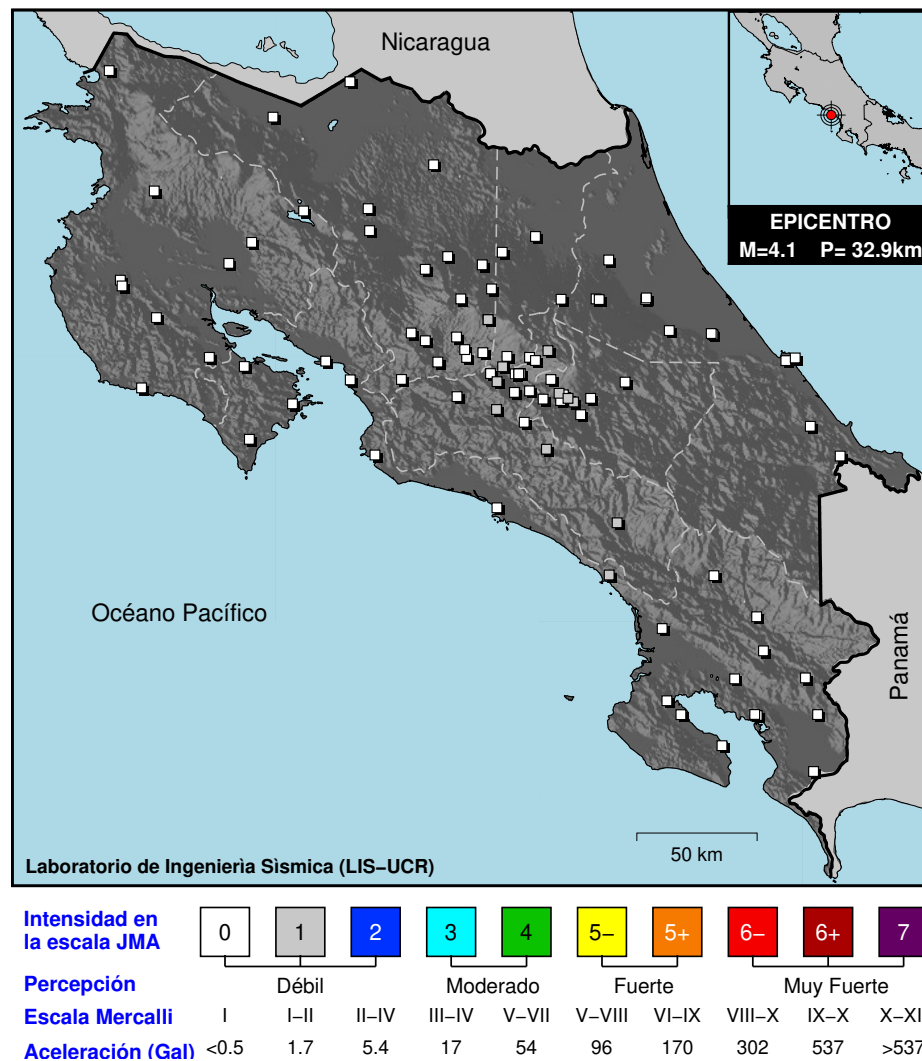 Nicaragua
EPICENTRO
M=4.1 P= 32.9km
Océano Pacífico
Panamá
50 km
Laboratorio de Ingenierìa Sìsmica (LIS−UCR)
Intensidad en
la escala JMA
0 1 2 3 4 5− 5+ 6− 6+ 7
Percepción Débil Moderado Fuerte Muy Fuerte
Escala Mercalli I I−II II−IV III−IV V−VII V−VIII VI−IX VIII−X IX−X X−XI
Aceleración (Gal) <0.5 1.7 5.4 17 54 96 170 302 537 >537